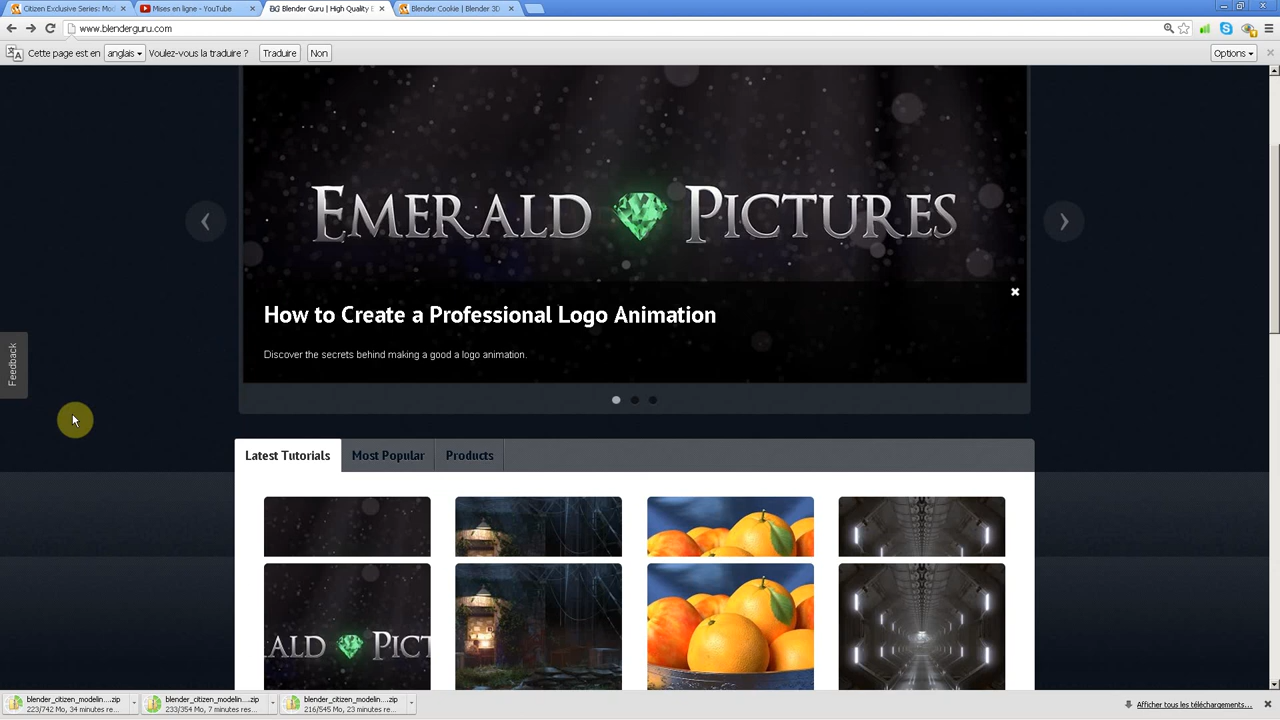 Citizen Exclusive Series: Mod
Mises en ligne - YouTube
Blender Guru | High Quality B
Blender Cookie | Blender 3D
www.blenderguru.com
Cette page est en anglais Voulez-vous la traduire ? Traduire Non Options
EMERALD PICTURES
How to Create a Professional Logo Animation
Discover the secrets behind making a good a logo animation.
Feedback
Latest Tutorials Most Popular Products
ALD PICT
blender_citizen_modelin....zip
223/742 Mo, 34 minutes re...
blender_citizen_modelin....zip
233/354 Mo, 7 minutes res...
blender_citizen_modelin....zip
216/545 Mo, 23 minutes re...
Afficher tous les téléchargements...